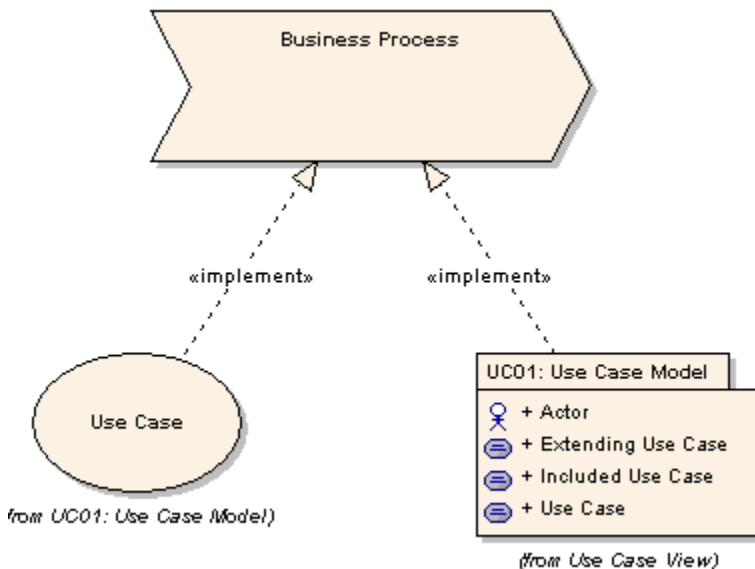 Business Process
«implement»
«implement»
Use Case
from UC01: Use Case Model)
UC01: Use Case Model
+ Actor
+ Extending Use Case
+ Included Use Case
+ Use Case
(from Use Case View)